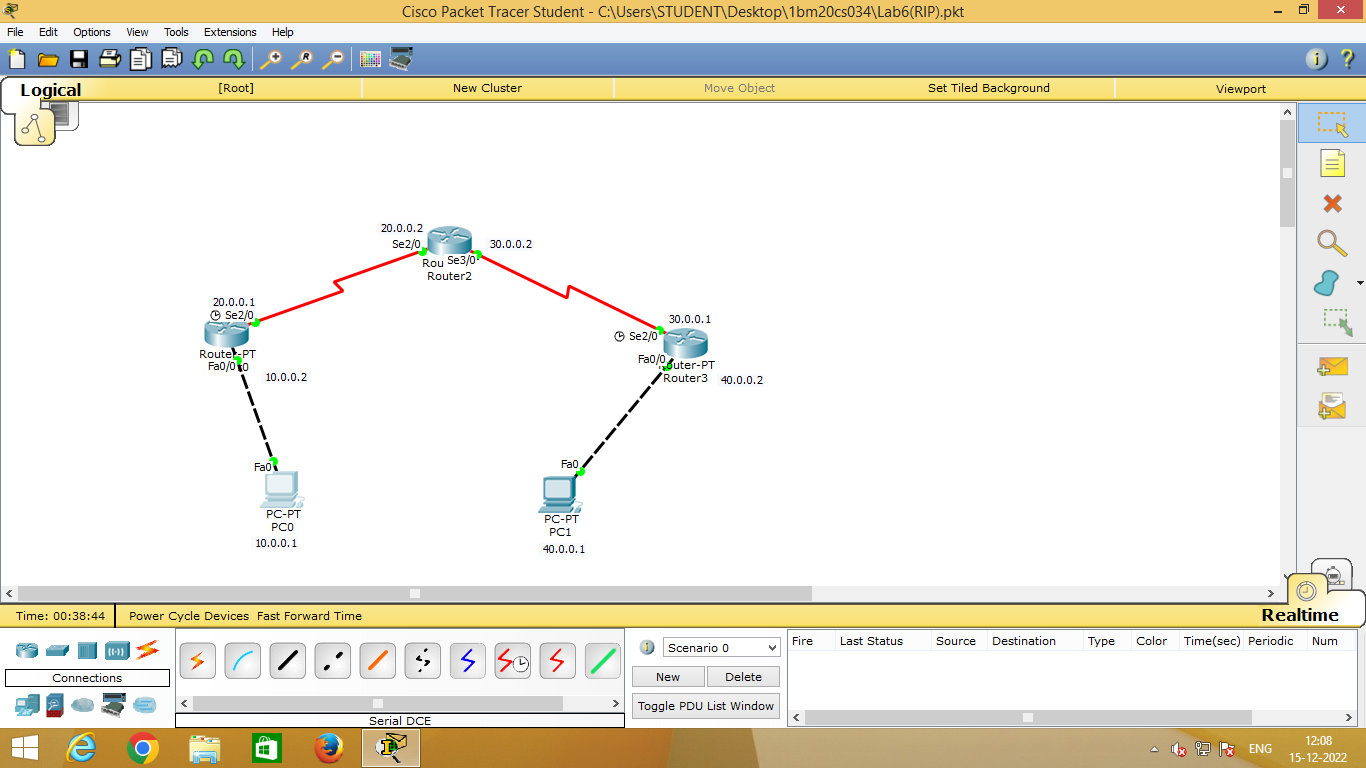 Cisco Packet Tracer Student - C:\Users\STUDENT\Desktop\1bm20cs034\Lab6(RIP).pkt
File Edit Options View Tools Extensions Help
Logical [Root] New Cluster Move Object Set Tiled Background Viewport
20.0.0.2
Se2/0 30.0.0.2
Rou Se3/0
Router2
20.0.0.1
Se2/0
Router-PT
Fa0/0
10.0.0.2
30.0.0.1
Se2/0
Fa0/0
outer-PT
Router3 40.0.0.2
Fa0
PC-PT
PC0
10.0.0.1
Fa0
PC-PT
PC1
40.0.0.1
Time: 00:38:44 Power Cycle Devices Fast Forward Time
Realtime
Connections
Serial DCE
Scenario 0
New Delete
Toggle PDU List Window
Fire Last Status Source Destination Type Color Time(sec) Periodic Num
ENG
12:08
15-12-2022